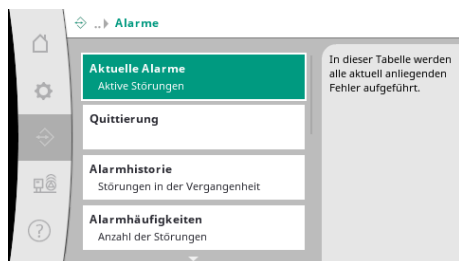 ..▸ Alarme
Aktuelle Alarme
Aktive Störungen
Quittierung
Alarmhistorie
Störungen in der Vergangenheit
Alarmhäufigkeiten
Anzahl der Störungen
In dieser Tabelle werden
alle aktuell anliegenden
Fehler aufgeführt.
?